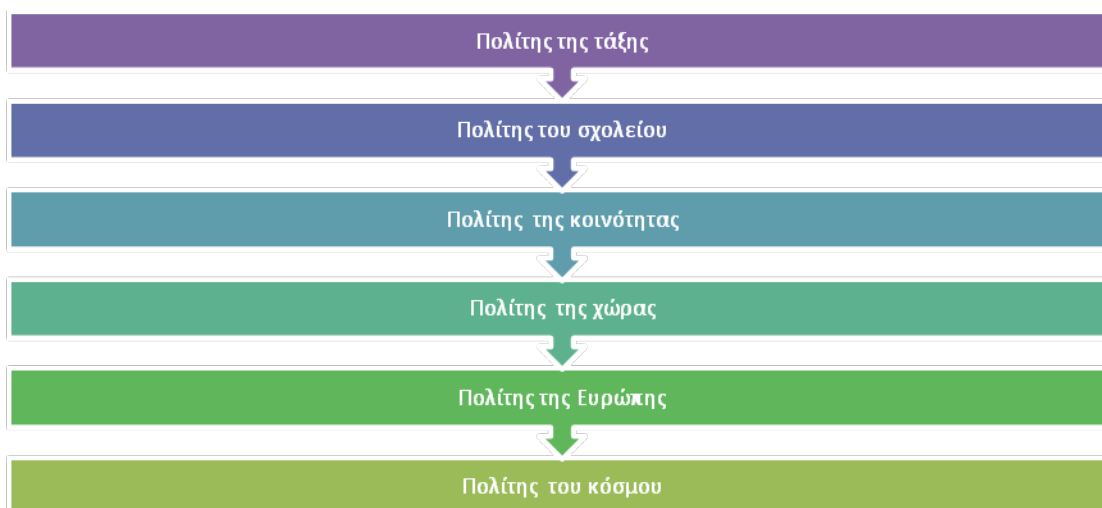 Πολίτης της τάξης
Πολίτης του σχολείου
Πολίτης της κοινότητας
Πολίτης της χώρας
Πολίτης της Ευρώπης
Πολίτης του κόσμου